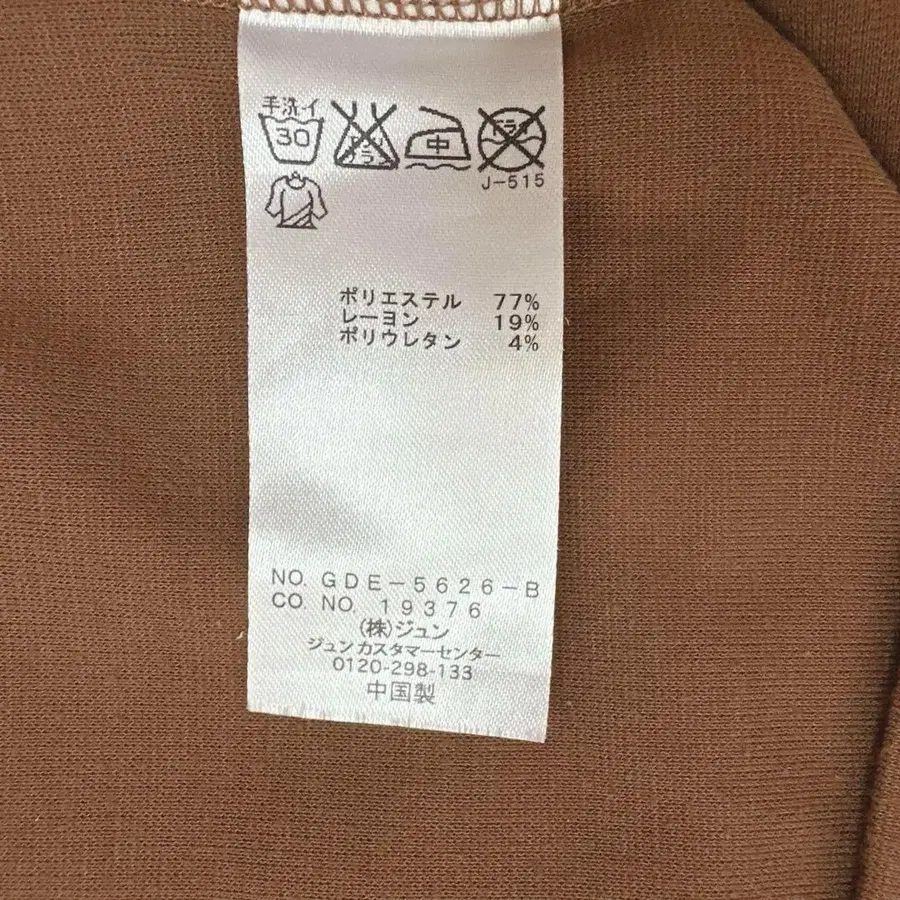 手洗イ
30
中
J-515
ポリエステル 77%
レーヨン 19%
ポリウレタン 4%
NO. GDE-5626-B
CO. NO. 19376
(株)ジュン
ジュン カスタマーセンター
0120-298-133
中国製